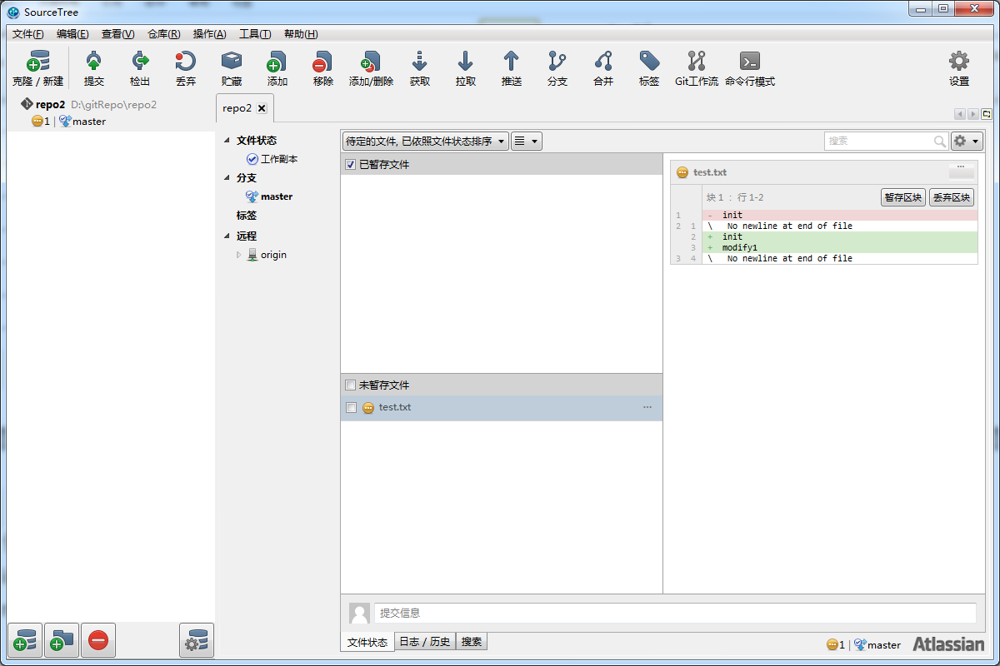 SourceTree
文件(F) 编辑(E) 查看(V) 仓库(R) 操作(A) 工具(T) 帮助(H)
克隆 / 新建 提交 检出 丢弃 贮藏 添加 移除 添加/删除 获取 拉取 推送 分支 合并 标签 Git工作流 命令行模式 设置
repo2 D:\gitRepo\repo2
1 | master
repo2
文件状态
工作副本
分支
master
标签
远程
origin
待定的文件, 已依照文件状态排序
搜索
已暂存文件
未暂存文件
test.txt ...
test.txt ...
块 1 : 行 1-2 暂存区块 丢弃区块
1 - init
2 1 \ No newline at end of file
2 + init
3 + modify1
3 4 \ No newline at end of file
提交信息
文件状态 日志 / 历史 搜索
1 | master Atlassian